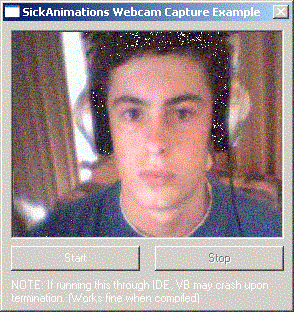 SickAnimations Webcam Capture Example
Start
Stop
NOTE: If running this through IDE, VB may crash upon
termination. (Works fine when compiled)